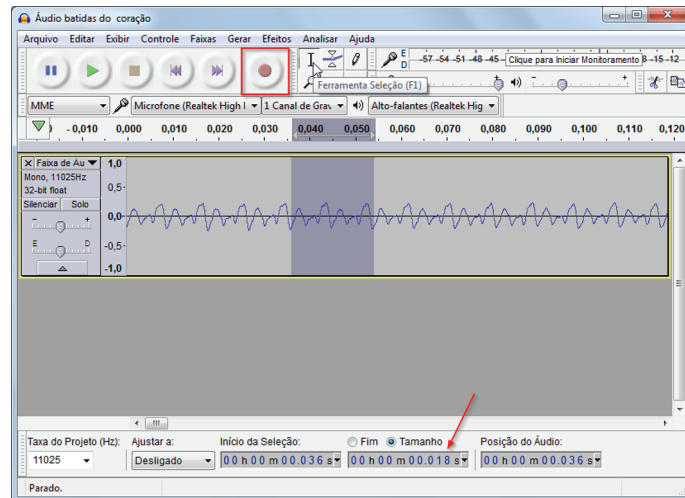 Áudio batidas do coração
Arquivo Editar Exibir Controle Faixas Gerar Efeitos Analisar Ajuda
E D -57 -54 -51 -48 -45 Clique para Iniciar Monitoramento 8 -15 -12
Ferramenta Seleção (F1)
MME Microfone (Realtek High I 1 Canal de Grav Alto-falantes (Realtek Hig
- 0,010 0,000 0,010 0,020 0,030 0,040 0,050 0,060 0,070 0,080 0,090 0,100 0,110 0,120
X Faixa de Áu 1,0
Mono, 11025Hz
32-bit float 0,5-
Silenciar Solo
- + 0,0-
E D -0,5-
-1,0
Taxa do Projeto (Hz): Ajustar a: Início da Seleção: Fim Tamanho Posição do Áudio:
11025 Desligado 00 h 00 m 00.036 s 00 h 00 m 00.018 s 00 h 00 m 00.036 s
Parado.